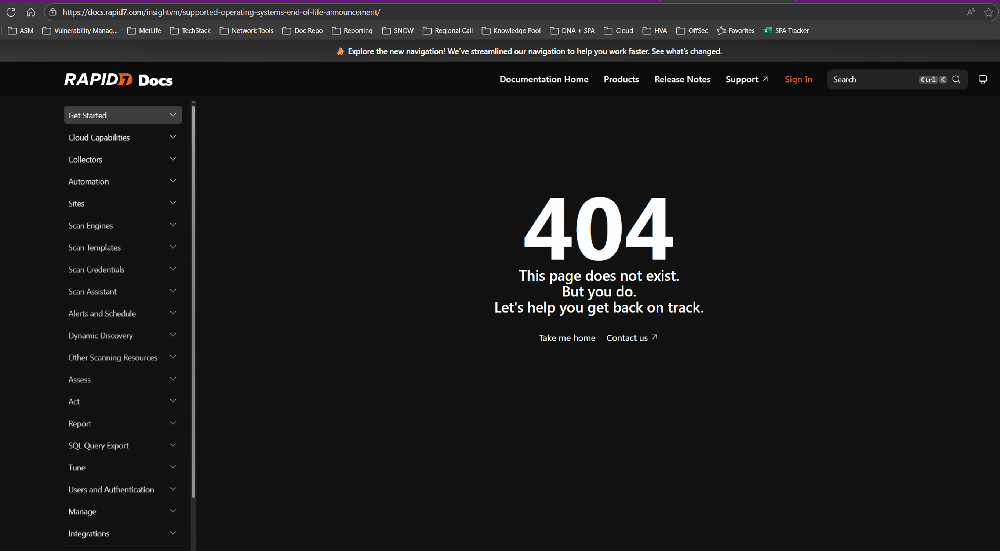 https://docs.rapid7.com/insightvm/supported-operating-systems-end-of-life-announcement/
ASM Vulnerability Manag... MetLife TechStack Network Tools Doc Repo Reporting SNOW Regional Call Knowledge Pool DNA + SPA Cloud HVA OffSec Favorites SPA Tracker
Explore the new navigation! We've streamlined our navigation to help you work faster. See what's changed.
RAPID7 Docs Documentation Home Products Release Notes Support Sign In Search Ctrl K
Get Started
Cloud Capabilities
Collectors
Automation
Sites
Scan Engines
Scan Templates
Scan Credentials
Scan Assistant
Alerts and Schedule
Dynamic Discovery
Other Scanning Resources
Assess
Act
Report
SQL Query Export
Tune
Users and Authentication
Manage
Integrations
404
This page does not exist.
But you do.
Let's help you get back on track.
Take me home Contact us